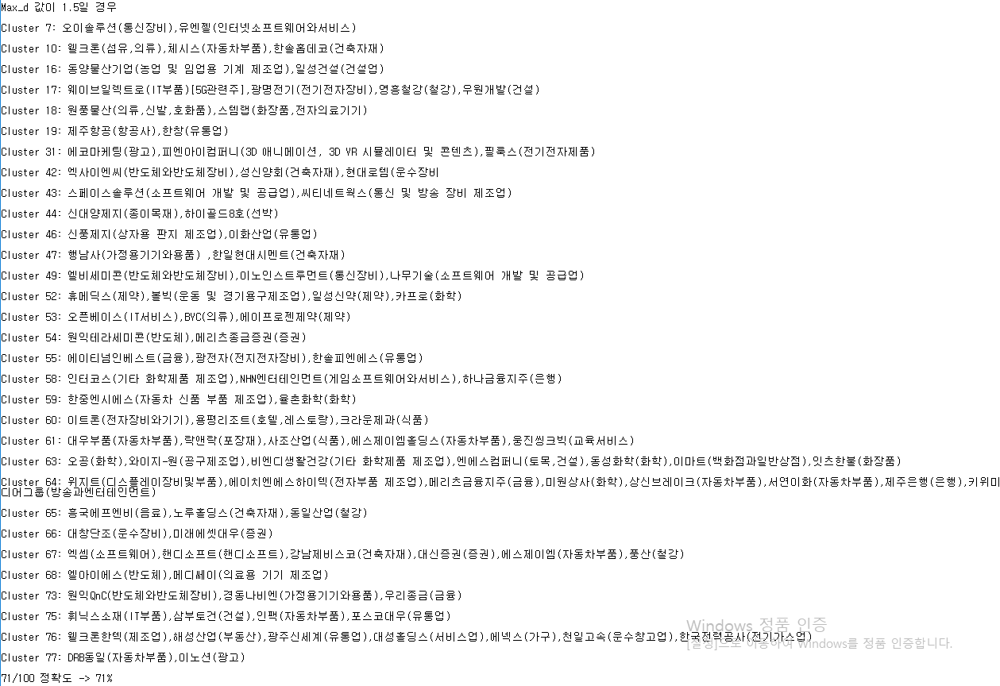 Max_d 값이 1.5일 경우
Cluster 7: 오이솔루션(통신장비),유엔젤(인터넷소프트웨어와서비스)
Cluster 10: 웰크론(섬유,의류),체시스(자동차부품),한솔홈데코(건축자재)
Cluster 16: 동양물산기업(농업 및 임업용 기계 제조업),일성건설(건설업)
Cluster 17: 웨이브일렉트로(IT부품)[5G관련주],광명전기(전기전자장비),영흥철강(철강),우원개발(건설)
Cluster 18: 원풍물산(의류,신발,호화품),스템랩(화장품,전자의료기기)
Cluster 19: 제주항공(항공사),한창(유통업)
Cluster 31: 에코마케팅(광고),피엔아이컴퍼니(3D 애니메이션, 3D VR 시뮬레이터 및 콘텐츠),필룩스(전기전자제품)
Cluster 42: 엑사이엔씨(반도체와반도체장비),성신양회(건축자재),현대로템(운수장비
Cluster 43: 스페이스솔루션(소프트웨어 개발 및 공급업),씨티네트웍스(통신 및 방송 장비 제조업)
Cluster 44: 신대양제지(종이목재),하이골드8호(선박)
Cluster 46: 신풍제지(상자용 판지 제조업),이화산업(유통업)
Cluster 47: 행남사(가정용기기와용품) ,한일현대시멘트(건축자재)
Cluster 49: 엘비세미콘(반도체와반도체장비),이노인스트루먼트(통신장비),나무기술(소프트웨어 개발 및 공급업)
Cluster 52: 휴메딕스(제약),볼빅(운동 및 경기용구제조업),일성신약(제약),카프로(화학)
Cluster 53: 오픈베이스(IT서비스),BYC(의류),에이프로젠제약(제약)
Cluster 54: 원익테라세미콘(반도체),메리츠종금증권(증권)
Cluster 55: 에이티넘인베스트(금융),광전자(전지전자장비),한솔피엔에스(유통업)
Cluster 58: 인터코스(기타 화학제품 제조업),NHN엔터테인먼트(게임소프트웨어와서비스),하나금융지주(은행)
Cluster 59: 한중엔시에스(자동차 신품 부품 제조업),율촌화학(화학)
Cluster 60: 이트론(전자장비와기기),용평리조트(호텔,레스토랑),크라운제과(식품)
Cluster 61: 대우부품(자동차부품),락앤락(포장재),사조산업(식품),에스제이엠홀딩스(자동차부품),웅진씽크빅(교육서비스)
Cluster 63: 오공(화학),와이지-원(공구제조업),비엔디생활건강(기타 화학제품 제조업),엔에스컴퍼니(토목,건설),동성화학(화학),이마트(백화점과일반상점),잇츠한불(화장품)
Cluster 64: 위지트(디스플레이장비및부품),에이치엔에스하이텍(전자부품 제조업),메리츠금융지주(금융),미원상사(화학),상신브레이크(자동차부품),서연이화(자동차부품),제주은행(은행),키위미
디어그룹(방송과엔터테인먼트)
Cluster 65: 흥국에프엔비(음료),노루홀딩스(건축자재),동일산업(철강)
Cluster 66: 대창단조(운수장비),미래에셋대우(증권)
Cluster 67: 엑셈(소프트웨어),핸디소프트(핸디소프트),강남제비스코(건축자재),대신증권(증권),에스제이엠(자동차부품),풍산(철강)
Cluster 68: 엘아이에스(반도체),메디쎄이(의료용 기기 제조업)
Cluster 73: 원익QnC(반도체와반도체장비),경동나비엔(가정용기기와용품),우리종금(금융)
Cluster 75: 휘닉스소재(IT부품),삼부토건(건설),인팩(자동차부품),포스코대우(유통업)
Cluster 76: 웰크론한텍(제조업),해성산업(부동산),광주신세계(유통업),대성홀딩스(서비스업),에넥스(가구),천일고속(운수창고업),한국전력공사(전기가스업)
Cluster 77: DRB동일(자동차부품),이노션(광고)
71/100 정확도 -> 71%
Windows 정품 인증
[설정]으로 이동하여 Windows를 정품 인증합니다.